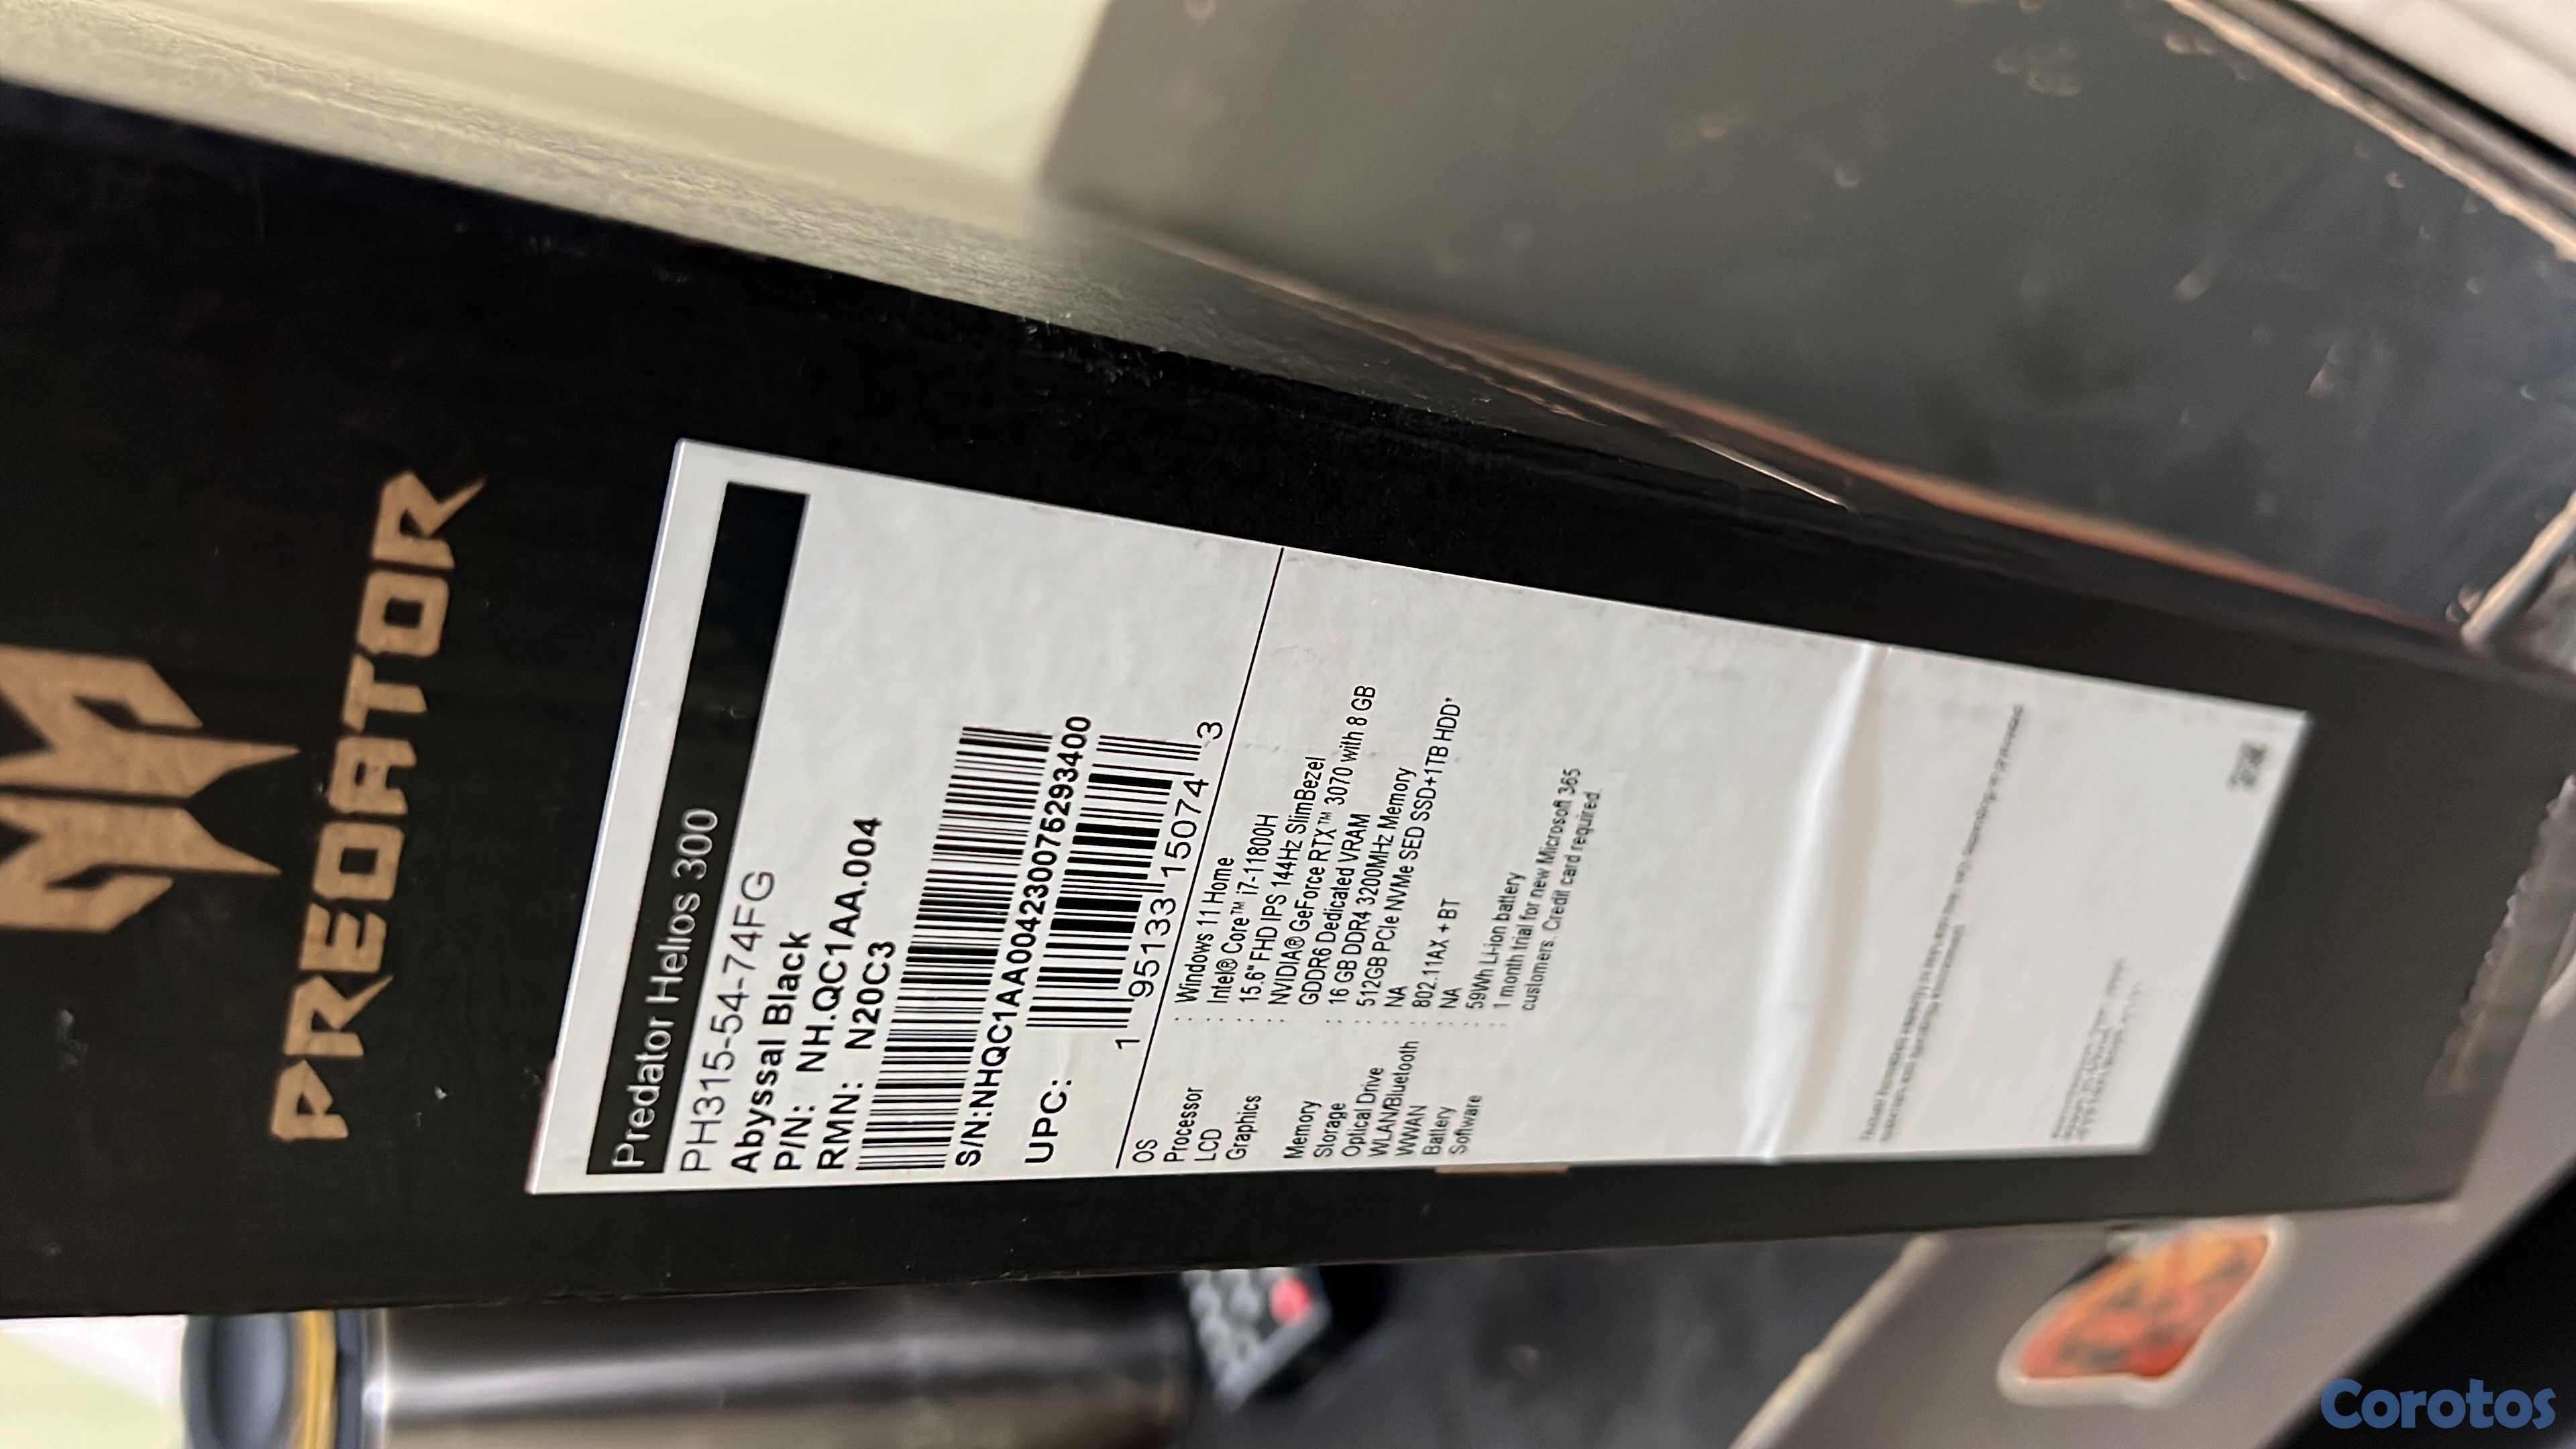 PREDATOR
Predator Helios 300
PH315-54-74FG
Abyssal Black
P/N: NH.QC1AA.004
RMN: N20C3
S/N:NHQC1AA004230075293400
UPC:
1 95133 15074 3
OS : Windows 11 Home
Processor : Intel® Core™ i7-11800H
LCD : 15.6" FHD IPS 144Hz SlimBezel
Graphics : NVIDIA® GeForce RTX™ 3070 with 8 GB
GDDR6 Dedicated VRAM
Memory : 16 GB DDR4 3200MHz Memory
Storage : 512GB PCIe NVMe SED SSD+1TB HDD*
Optical Drive : NA
WLAN/Bluetooth : 802.11AX + BT
WWAN : NA
Battery : 59Wh Li-ion battery
Software : 1 month trial for new Microsoft 365
customers. Credit card required.
Corotos